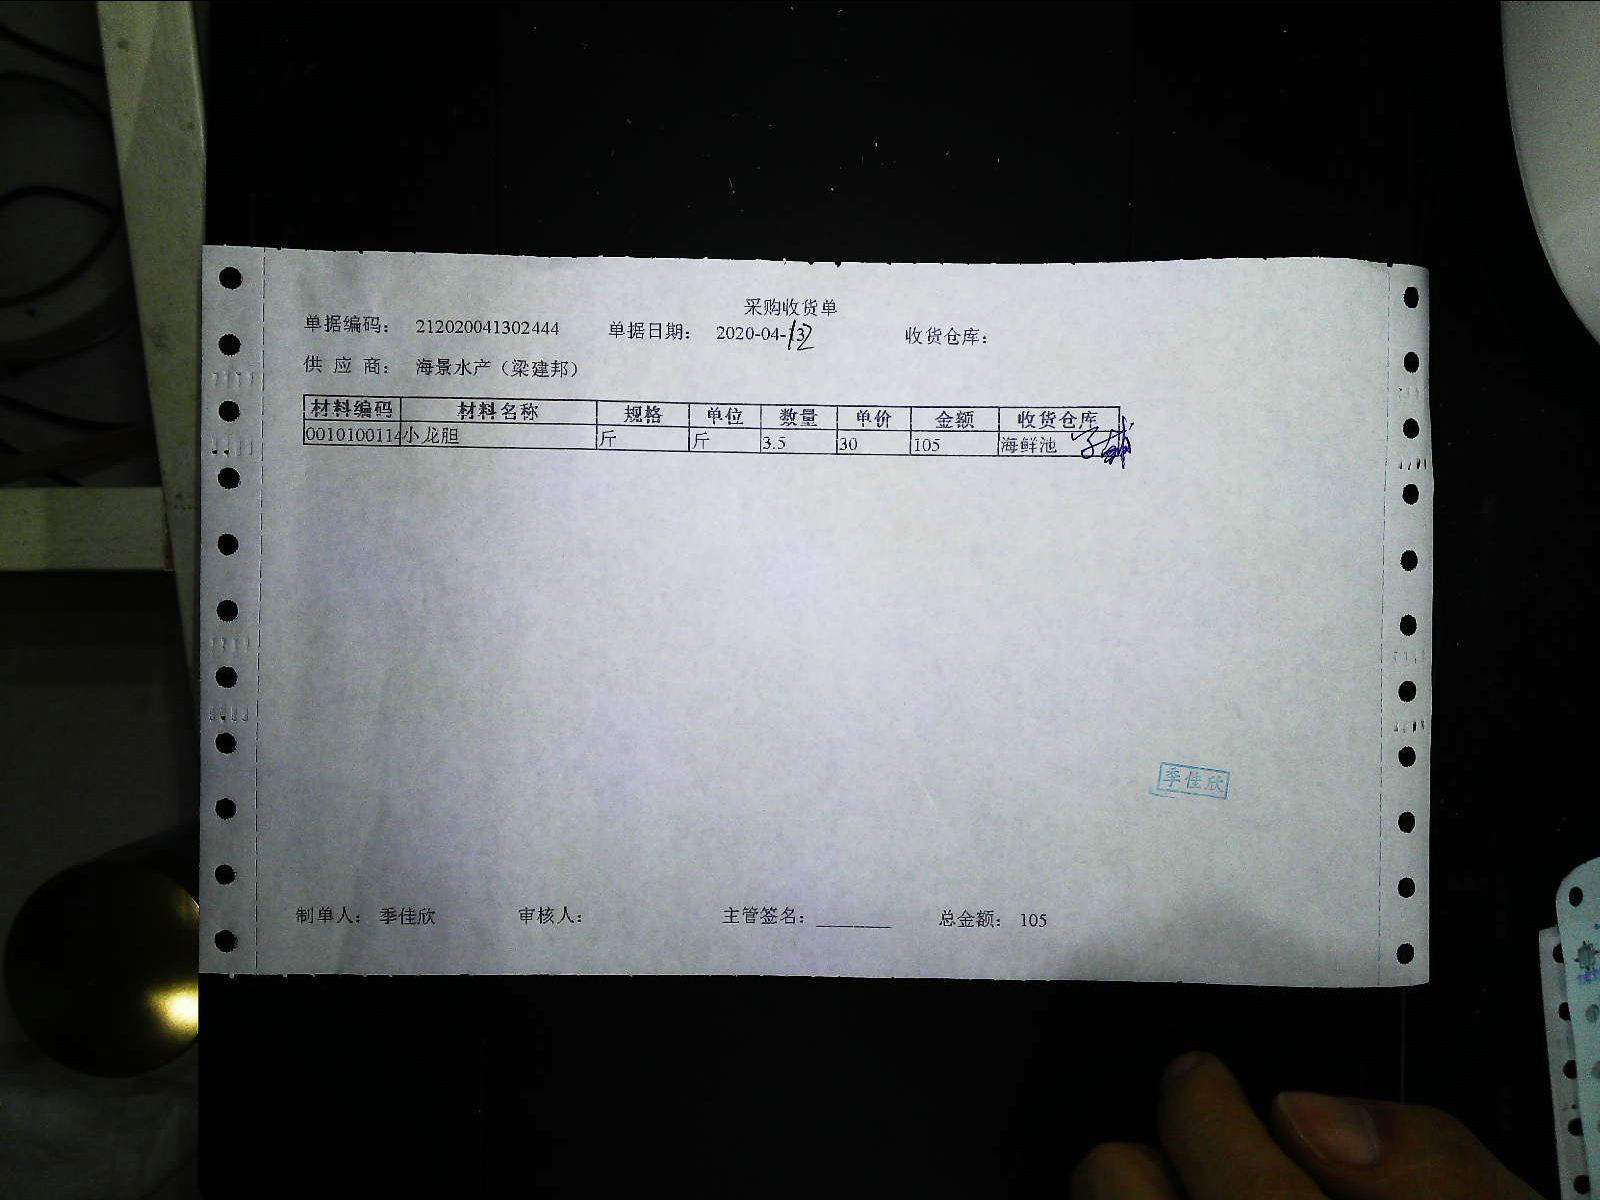 采购收货单
单据编码： 212020041302444 单据日期： 2020-04-12 收货仓库：
供 应 商： 海景水产（梁建邦）
材料编码 材料名称 规格 单位 数量 单价 金额 收货仓库
0010100114 小龙胆 斤 斤 3.5 30 105 海鲜池
季佳欣
制单人： 季佳欣 审核人： 主管签名： 总金额： 105